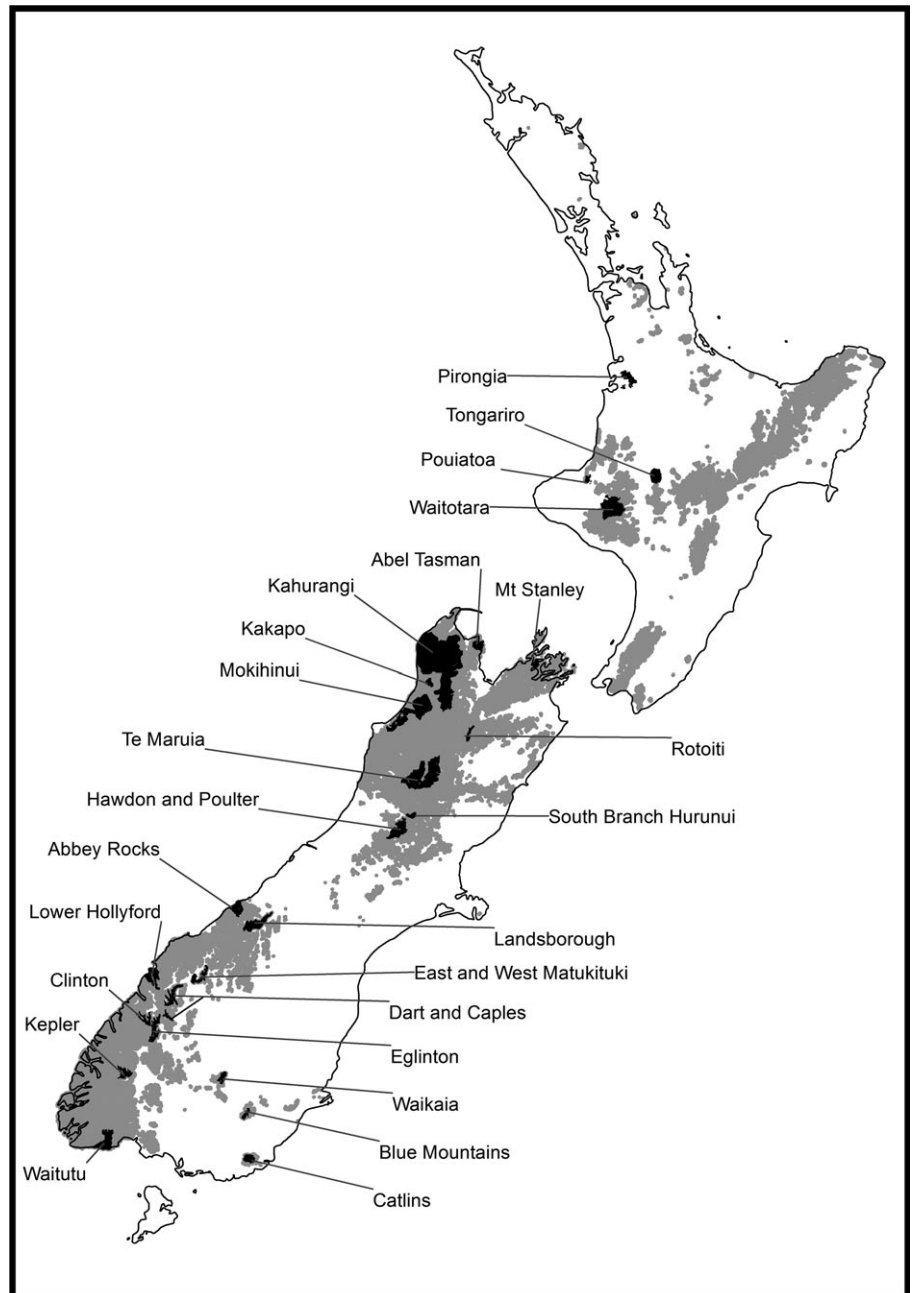 Pirongia
Tongariro
Pouiatoa
Waitotara
Abel Tasman
Kahurangi
Mt Stanley
Kakapo
Mokihinui
Te Maruia
Rotoiti
Hawdon and Poulter
South Branch Hurunui
Abbey Rocks
Lower Hollyford
Landsborough
East and West Matukituki
Clinton
Dart and Caples
Kepler
Eglinton
Waikaia
Blue Mountains
Waitutu
Catlins